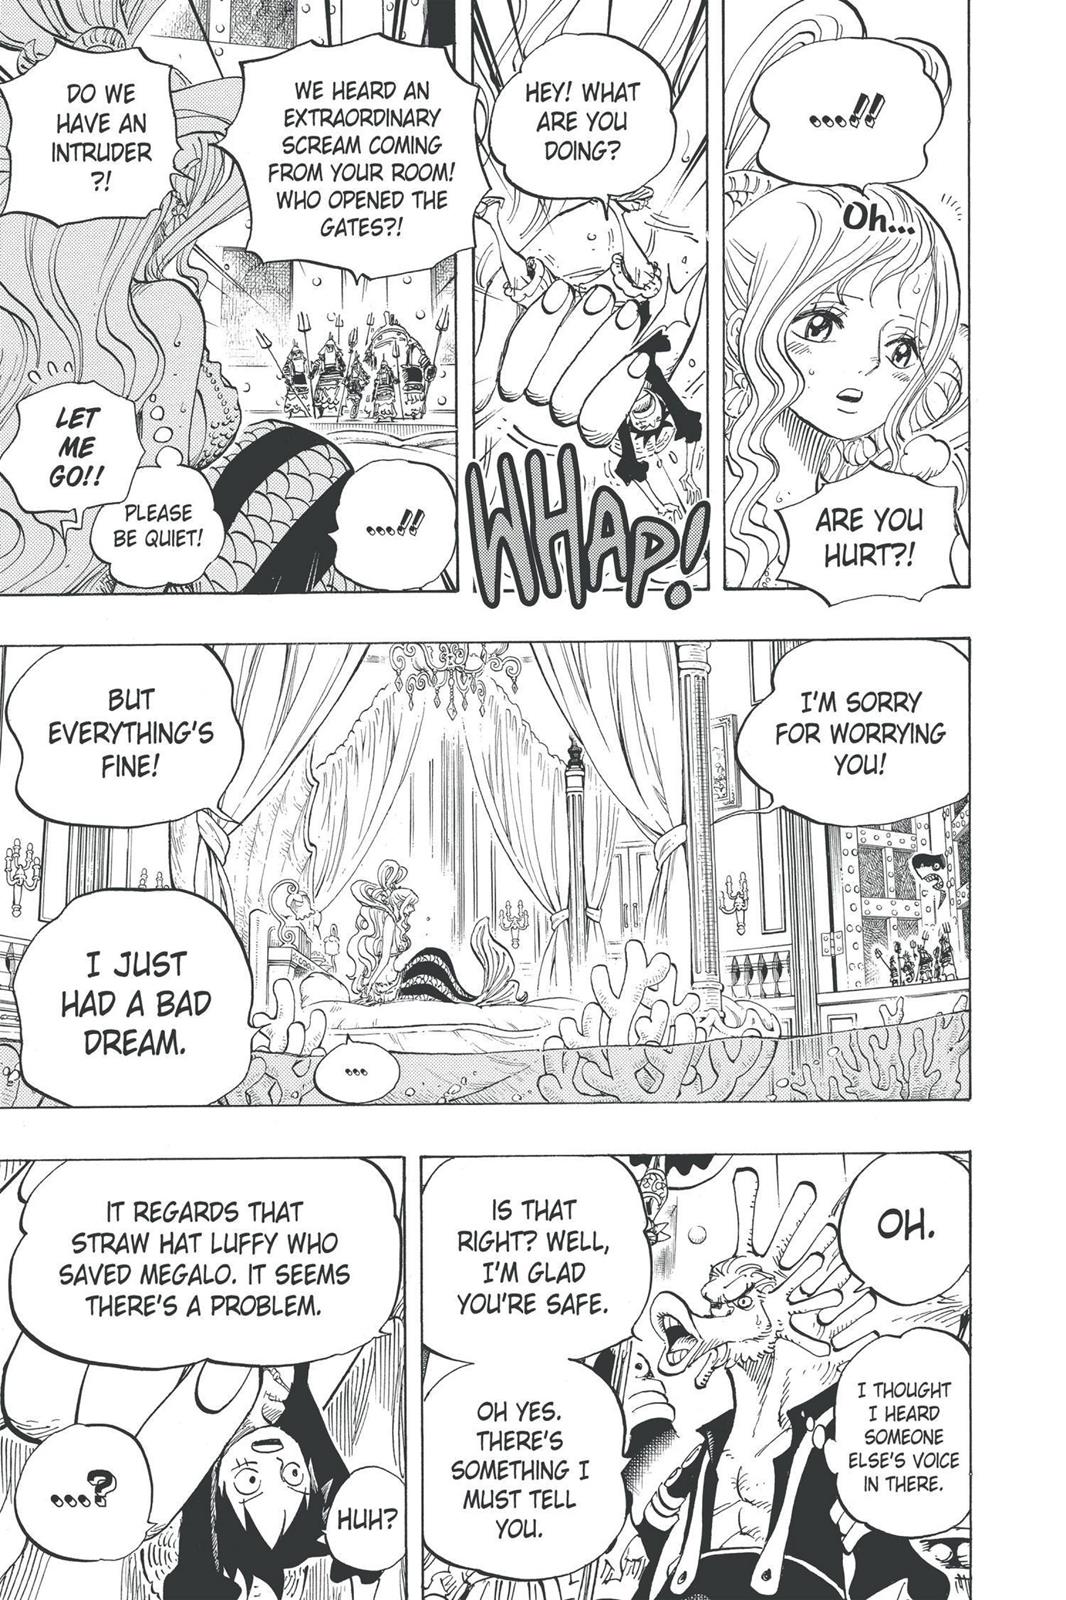 ....!!
Oh...
ARE YOU
HURT?!
HEY! WHAT
ARE YOU
DOING?
WHAP!
WE HEARD AN
EXTRAORDINARY
SCREAM COMING
FROM YOUR ROOM!
WHO OPENED THE
GATES?!
DO WE
HAVE AN
INTRUDER
?!
....!!
LET
ME
GO!!
PLEASE
BE QUIET!
I'M SORRY
FOR WORRYING
YOU!
BUT
EVERYTHING'S
FINE!
I JUST
HAD A BAD
DREAM.
...
OH.
I THOUGHT
I HEARD
SOMEONE
ELSE'S VOICE
IN THERE.
IS THAT
RIGHT? WELL,
I'M GLAD
YOU'RE SAFE.
OH YES.
THERE'S
SOMETHING I
MUST TELL
YOU.
IT REGARDS THAT
STRAW HAT LUFFY WHO
SAVED MEGALO. IT SEEMS
THERE'S A PROBLEM.
HUH?
....?